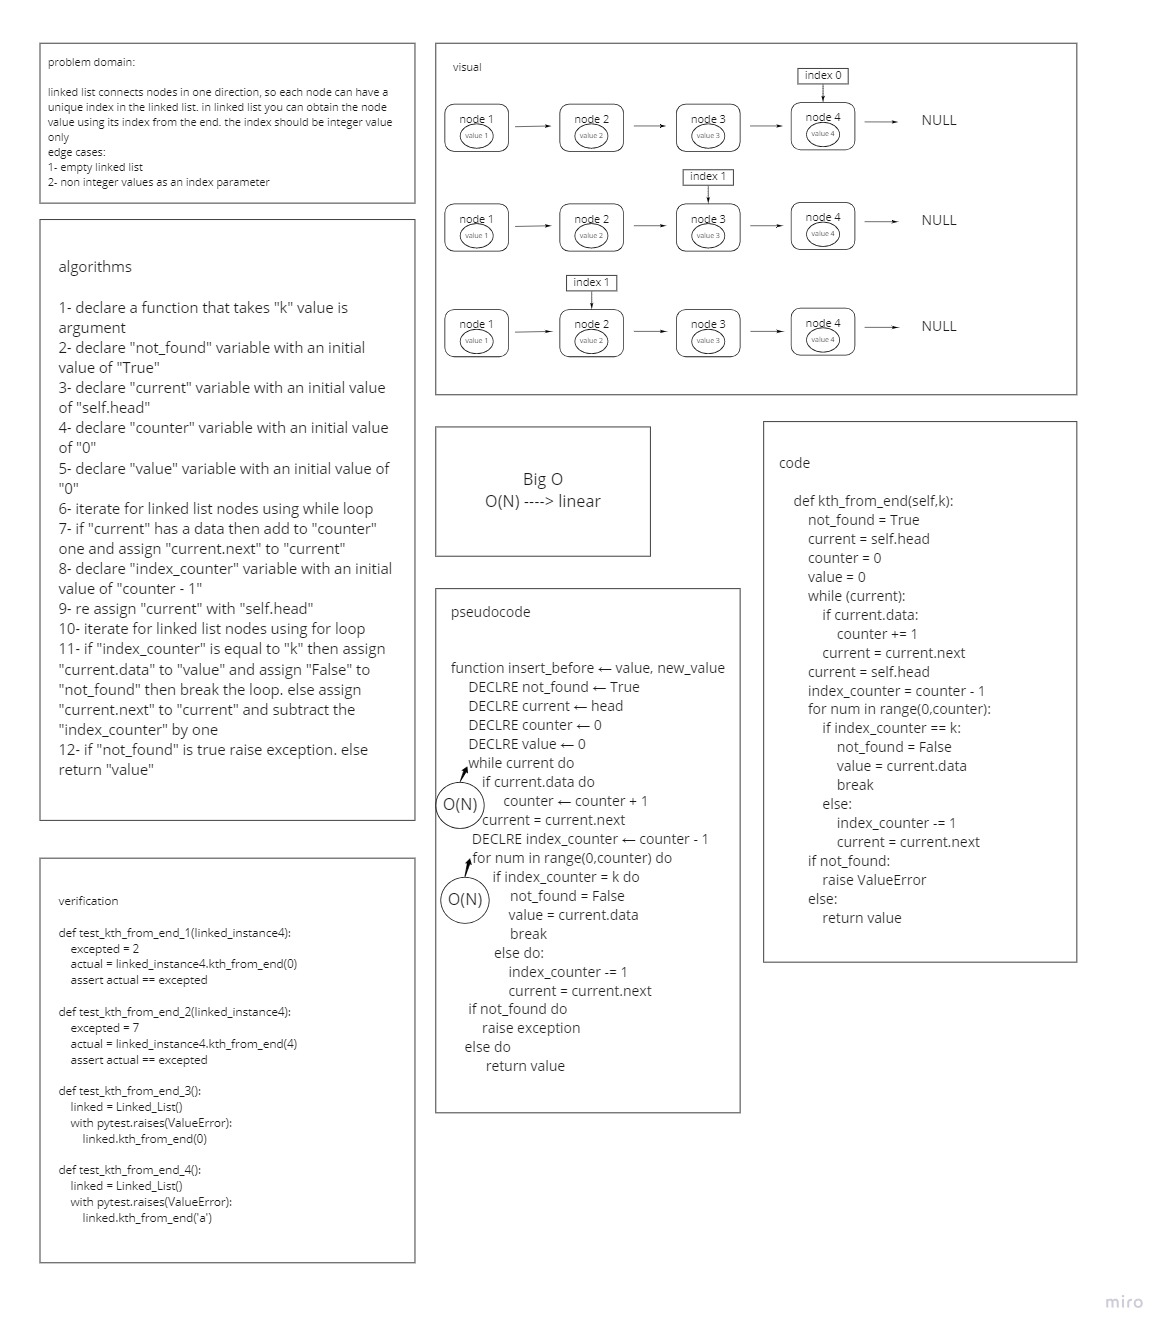 problem domain:
linked list connects nodes in one direction, so each node can have a
unique index in the linked list. in linked list you can obtain the node
value using its index from the end. the index should be integer value
only
edge cases:
1- empty linked list
2- non integer values as an index parameter
visual
index 0
node 1
value 1
node 2
value 2
node 3
value 3
node 4
value 4
NULL
index 1
node 1
value 1
node 2
value 2
node 3
value 3
node 4
value 4
NULL
index 1
node 1
value 1
node 2
value 2
node 3
value 3
node 4
value 4
NULL
algorithms
1- declare a function that takes "k" value is
argument
2- declare "not_found" variable with an initial
value of "True"
3- declare "current" variable with an initial value
of "self.head"
4- declare "counter" variable with an initial value
of "0"
5- declare "value" variable with an initial value of
"0"
6- iterate for linked list nodes using while loop
7- if "current" has a data then add to "counter"
one and assign "current.next" to "current"
8- declare "index_counter" variable with an initial
value of "counter - 1"
9- re assign "current" with "self.head"
10- iterate for linked list nodes using for loop
11- if "index_counter" is equal to "k" then assign
"current.data" to "value" and assign "False" to
"not_found" then break the loop. else assign
"current.next" to "current" and subtract the
"index_counter" by one
12- if "not_found" is true raise exception. else
return "value"
Big O
O(N) ----> linear
code
def kth_from_end(self,k):
not_found = True
current = self.head
counter = 0
value = 0
while (current):
if current.data:
counter += 1
current = current.next
current = self.head
index_counter = counter - 1
for num in range(0,counter):
if index_counter == k:
not_found = False
value = current.data
break
else:
index_counter -= 1
current = current.next
if not_found:
raise ValueError
else:
return value
pseudocode
function insert_before ← value, new_value
DECLRE not_found ← True
DECLRE current ← head
DECLRE counter ← 0
DECLRE value ← 0
while current do
if current.data do
O(N)
counter ← counter + 1
current = current.next
DECLRE index_counter ← counter - 1
for num in range(0,counter) do
if index_counter = k do
O(N)
not_found = False
value = current.data
break
else do:
index_counter -= 1
current = current.next
if not_found do
raise exception
else do
return value
verification
def test_kth_from_end_1(linked_instance4):
excepted = 2
actual = linked_instance4.kth_from_end(0)
assert actual == excepted
def test_kth_from_end_2(linked_instance4):
excepted = 7
actual = linked_instance4.kth_from_end(4)
assert actual == excepted
def test_kth_from_end_3():
linked = Linked_List()
with pytest.raises(ValueError):
linked.kth_from_end(0)
def test_kth_from_end_4():
linked = Linked_List()
with pytest.raises(ValueError):
linked.kth_from_end('a')
miro